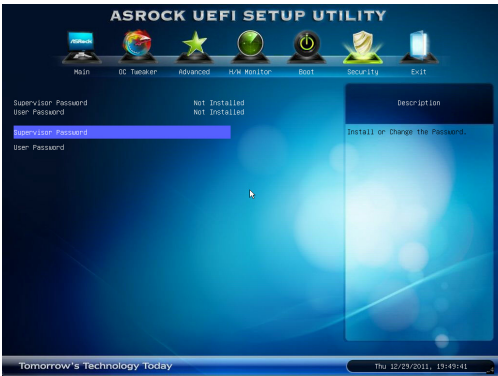 ASROCK UEFI SETUP UTILITY
ASRock
Main OC Tweaker Advanced H/W Monitor Boot Security Exit
Supervisor Password Not Installed
User Password Not Installed
Supervisor Password
User Password
Description
Install or Change the Password.
Tomorrow's Technology Today
Thu 12/29/2011, 19:49:41